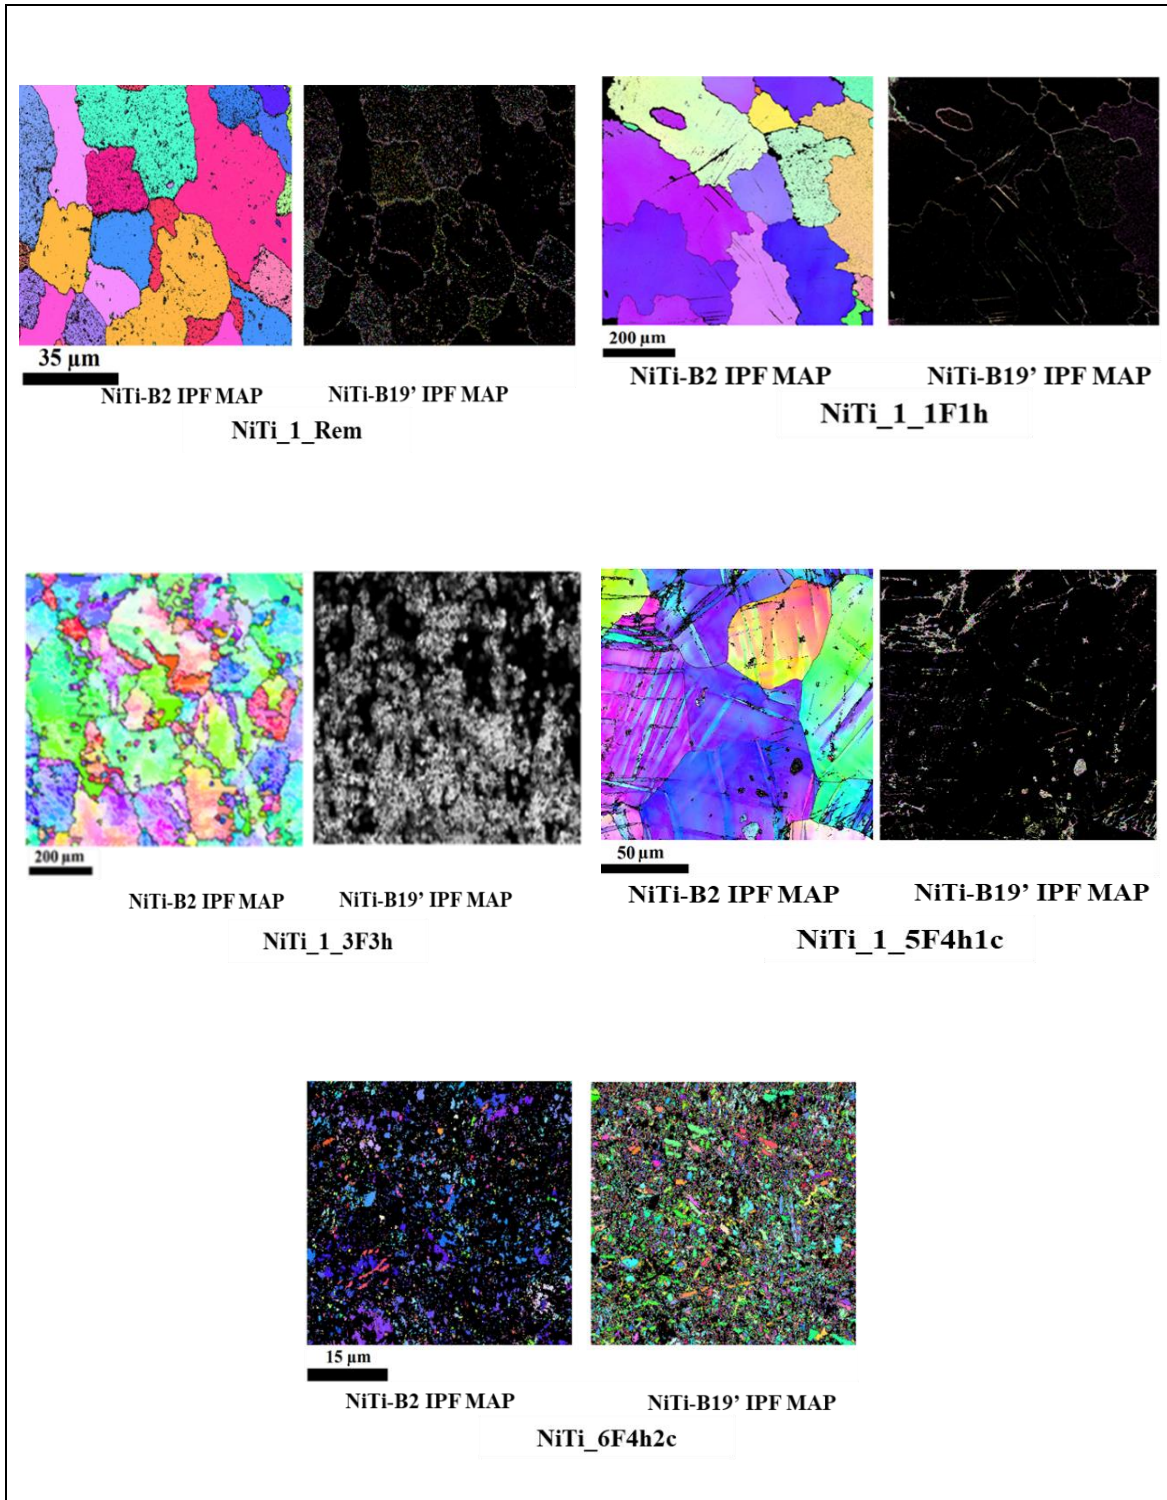 35 µm
NiTi-B2 IPF MAP
NiTi-B19’ IPF MAP
NiTi_1_Rem
200 µm
NiTi-B2 IPF MAP
NiTi-B19’ IPF MAP
NiTi_1_1F1h
200 µm
NiTi-B2 IPF MAP
NiTi-B19’ IPF MAP
NiTi_1_3F3h
50 µm
NiTi-B2 IPF MAP
NiTi-B19’ IPF MAP
NiTi_1_5F4h1c
15 µm
NiTi-B2 IPF MAP
NiTi-B19’ IPF MAP
NiTi_6F4h2c